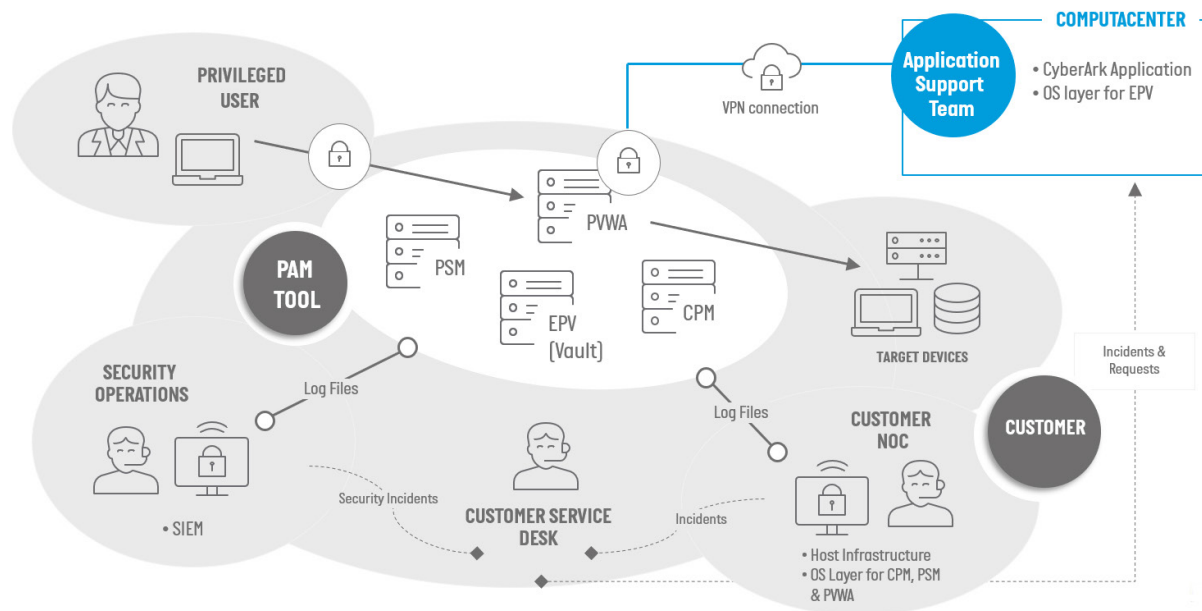 COMPUTACENTER
Application
Support
Team
• CyberArk Application
• OS layer for EPV
VPN connection
PRIVILEGED
USER
PVWA
PSM
EPV
(Vault)
CPM
PAM
TOOL
TARGET DEVICES
Incidents &
Requests
SECURITY
OPERATIONS
Log Files
• SIEM
Log Files
CUSTOMER
NOC
CUSTOMER
Security Incidents
CUSTOMER SERVICE
DESK
Incidents
• Host Infrastructure
• OS Layer for CPM, PSM
& PVWA